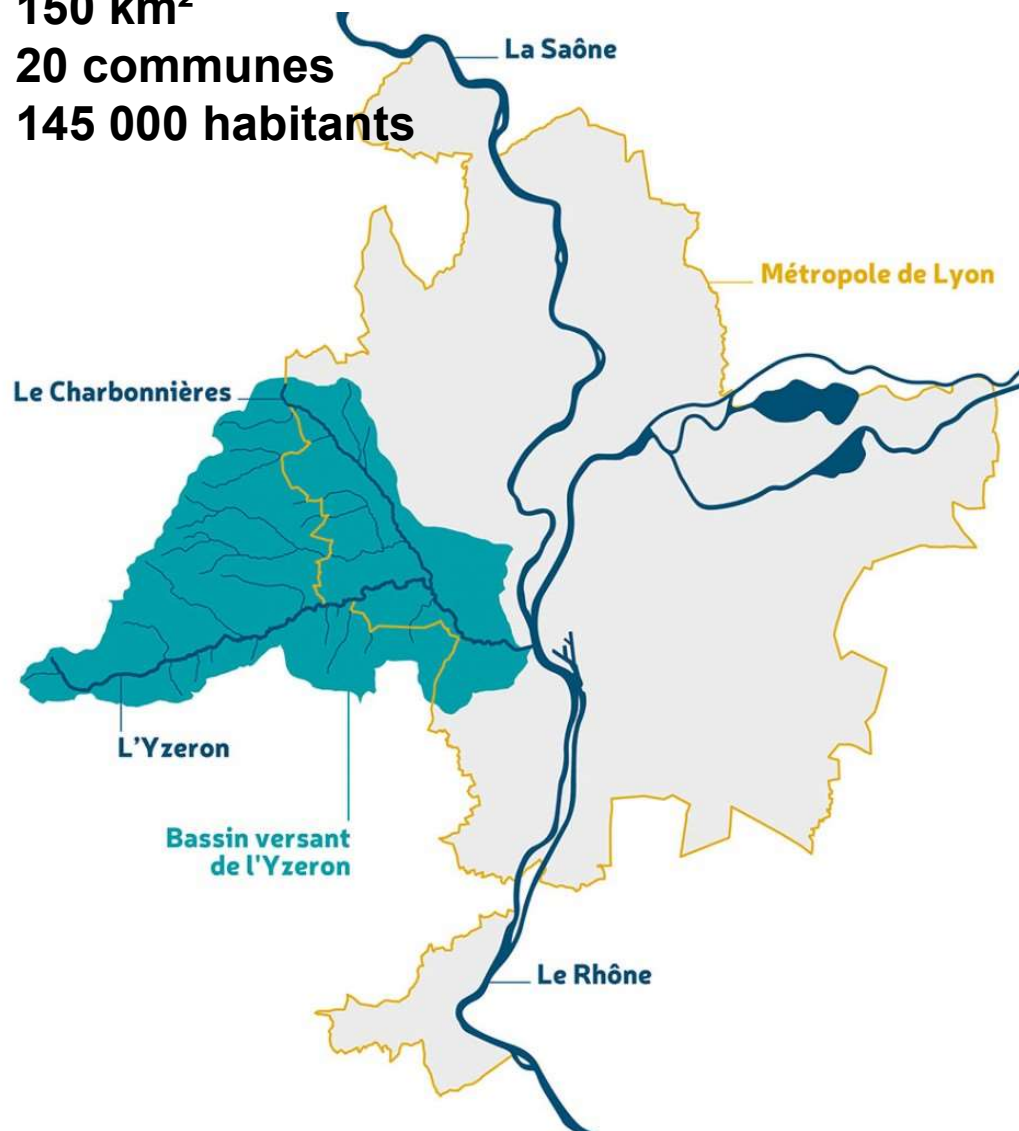 150 km²
20 communes
145 000 habitants
La Saône
Métropole de Lyon
Le Charbonnières
L'Yzeron
Bassin versant
de l'Yzeron
Le Rhône